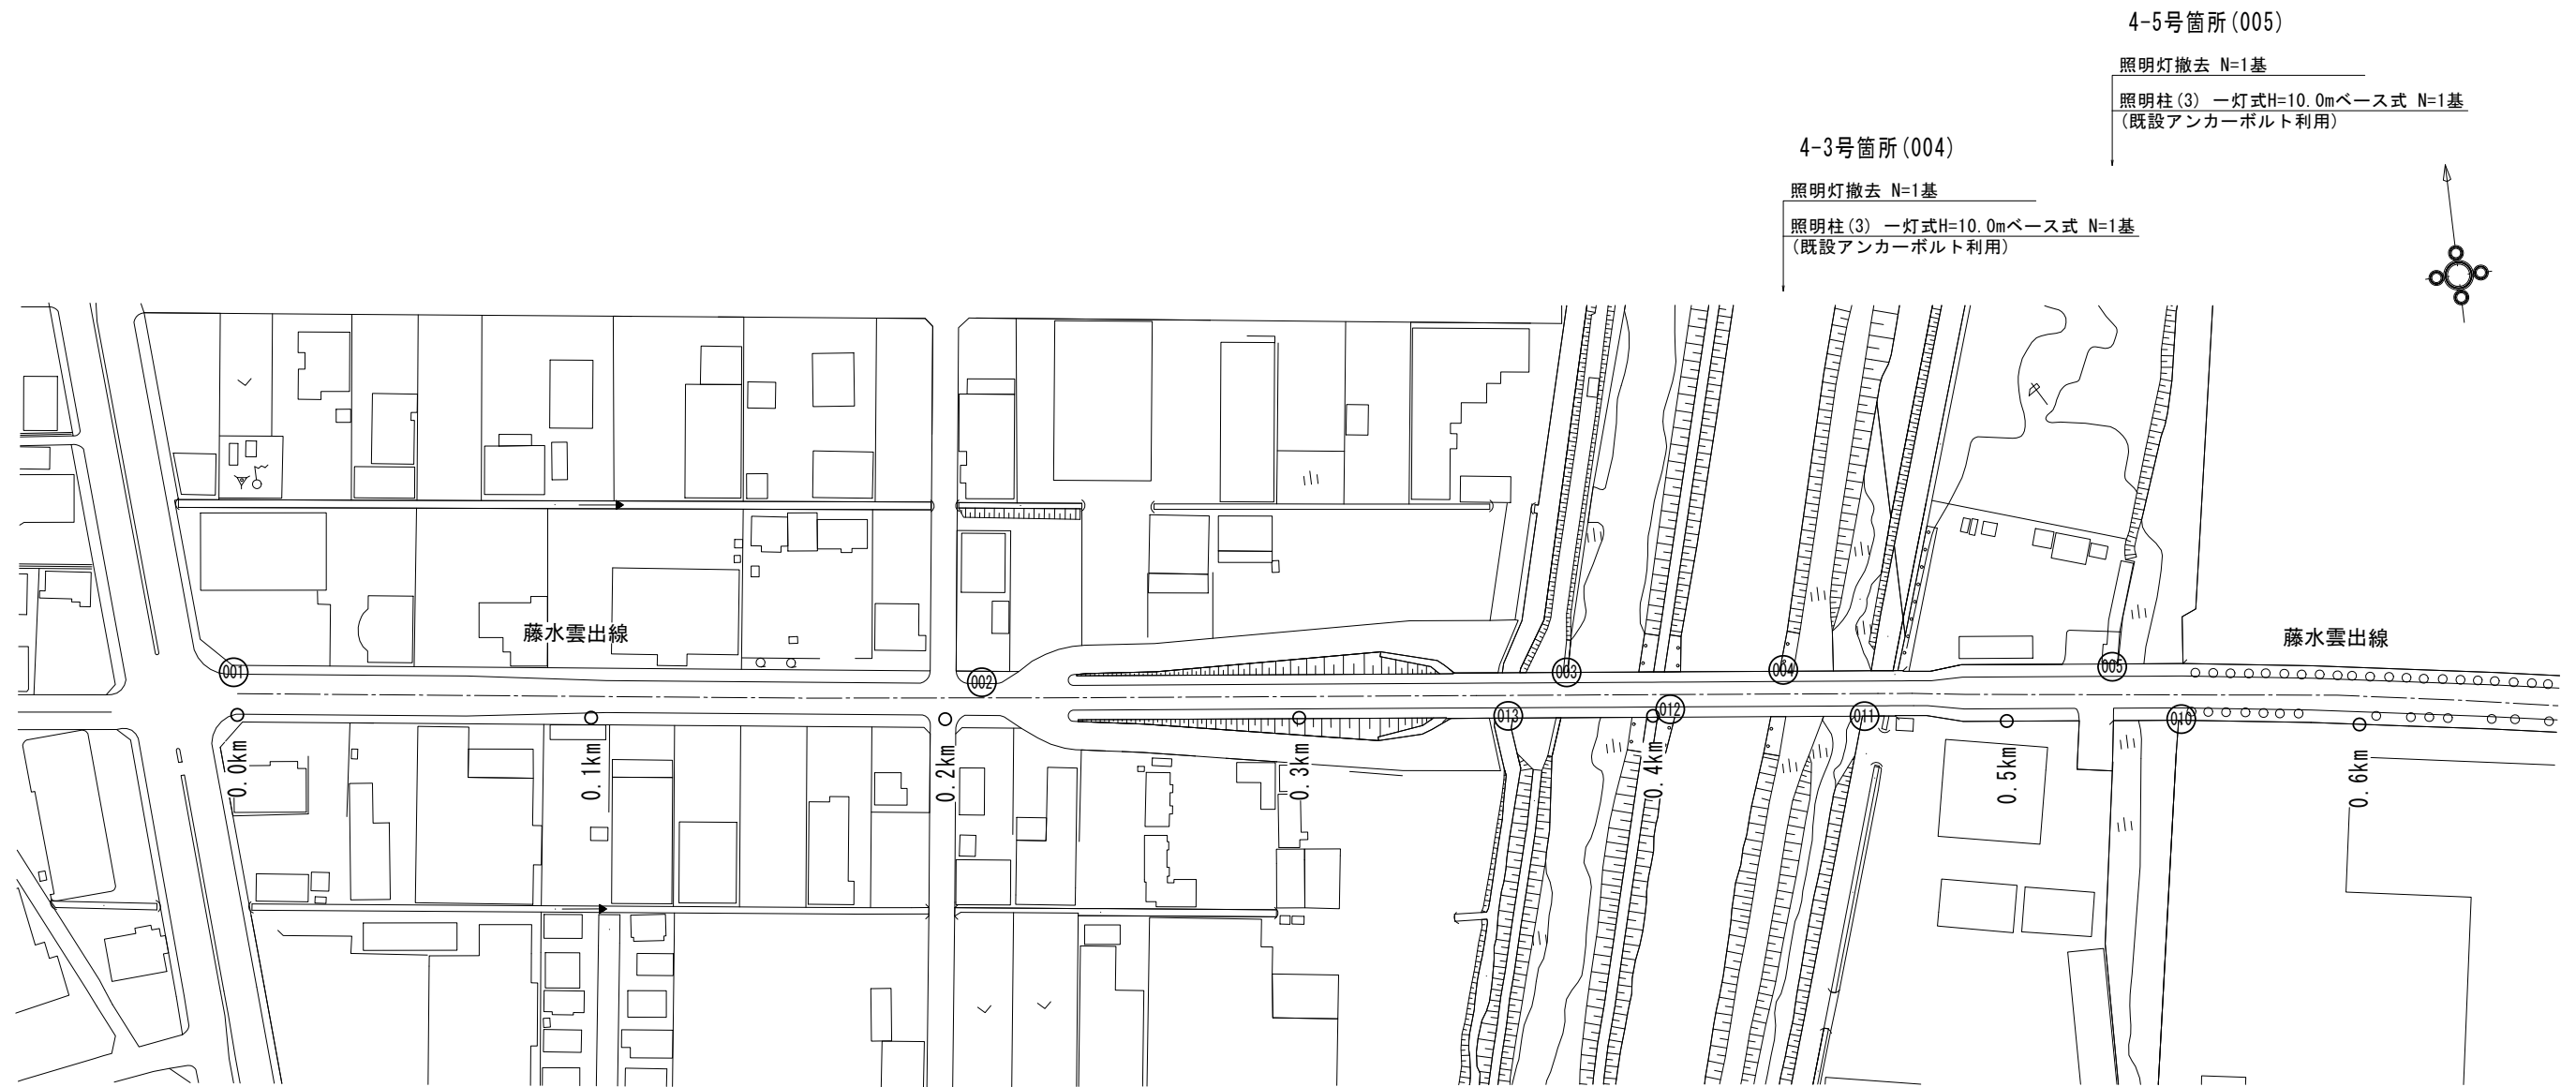 4-5号箇所(005)
照明灯撤去 N=1基
照明柱(3) 一灯式H=10.0mベース式 N=1基
(既設アンカーボルト利用)
4-3号箇所(004)
照明灯撤去 N=1基
照明柱(3) 一灯式H=10.0mベース式 N=1基
(既設アンカーボルト利用)
藤水雲出線
藤水雲出線
001
002
003
004
005
013
012
011
010
0.0km
0.1km
0.2km
0.3km
0.4km
0.5km
0.6km